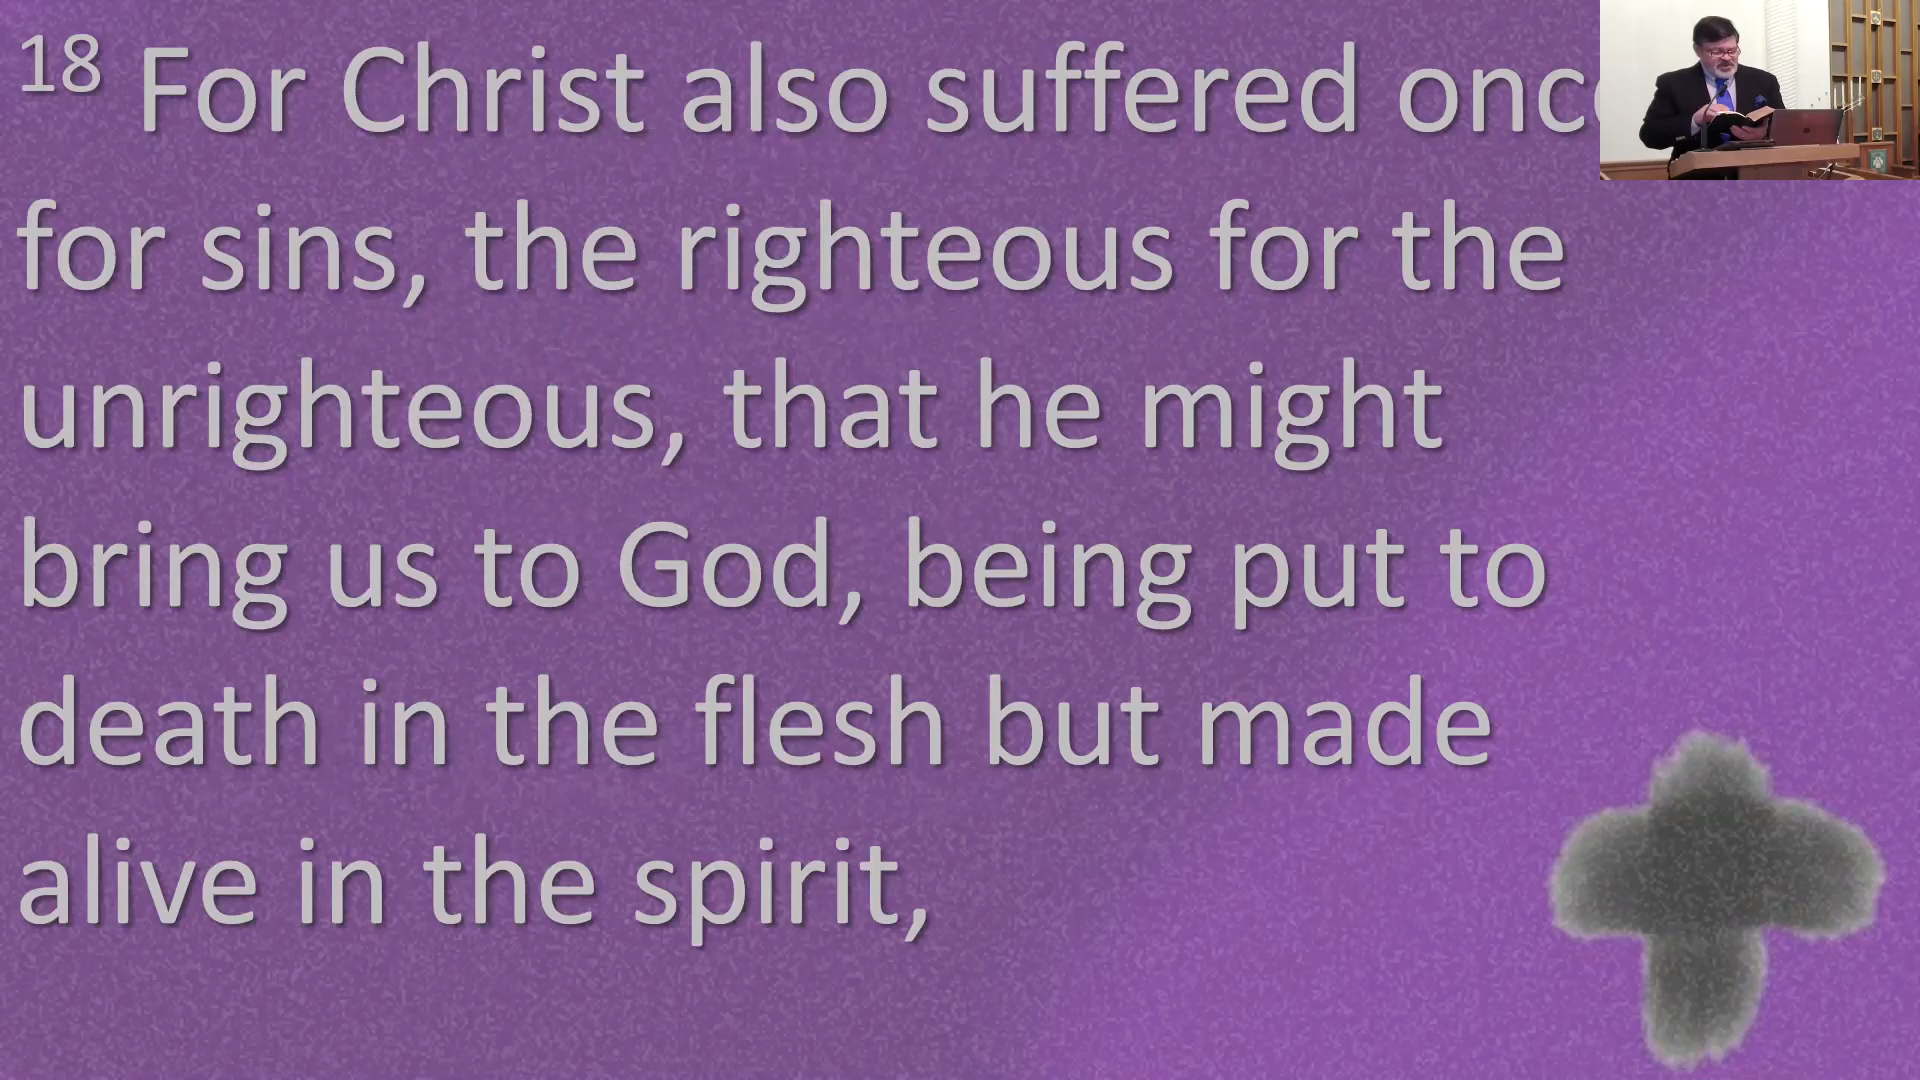 18 For Christ also suffered once
for sins, the righteous for the
unrighteous, that he might
bring us to God, being put to
death in the flesh but made
alive in the spirit,